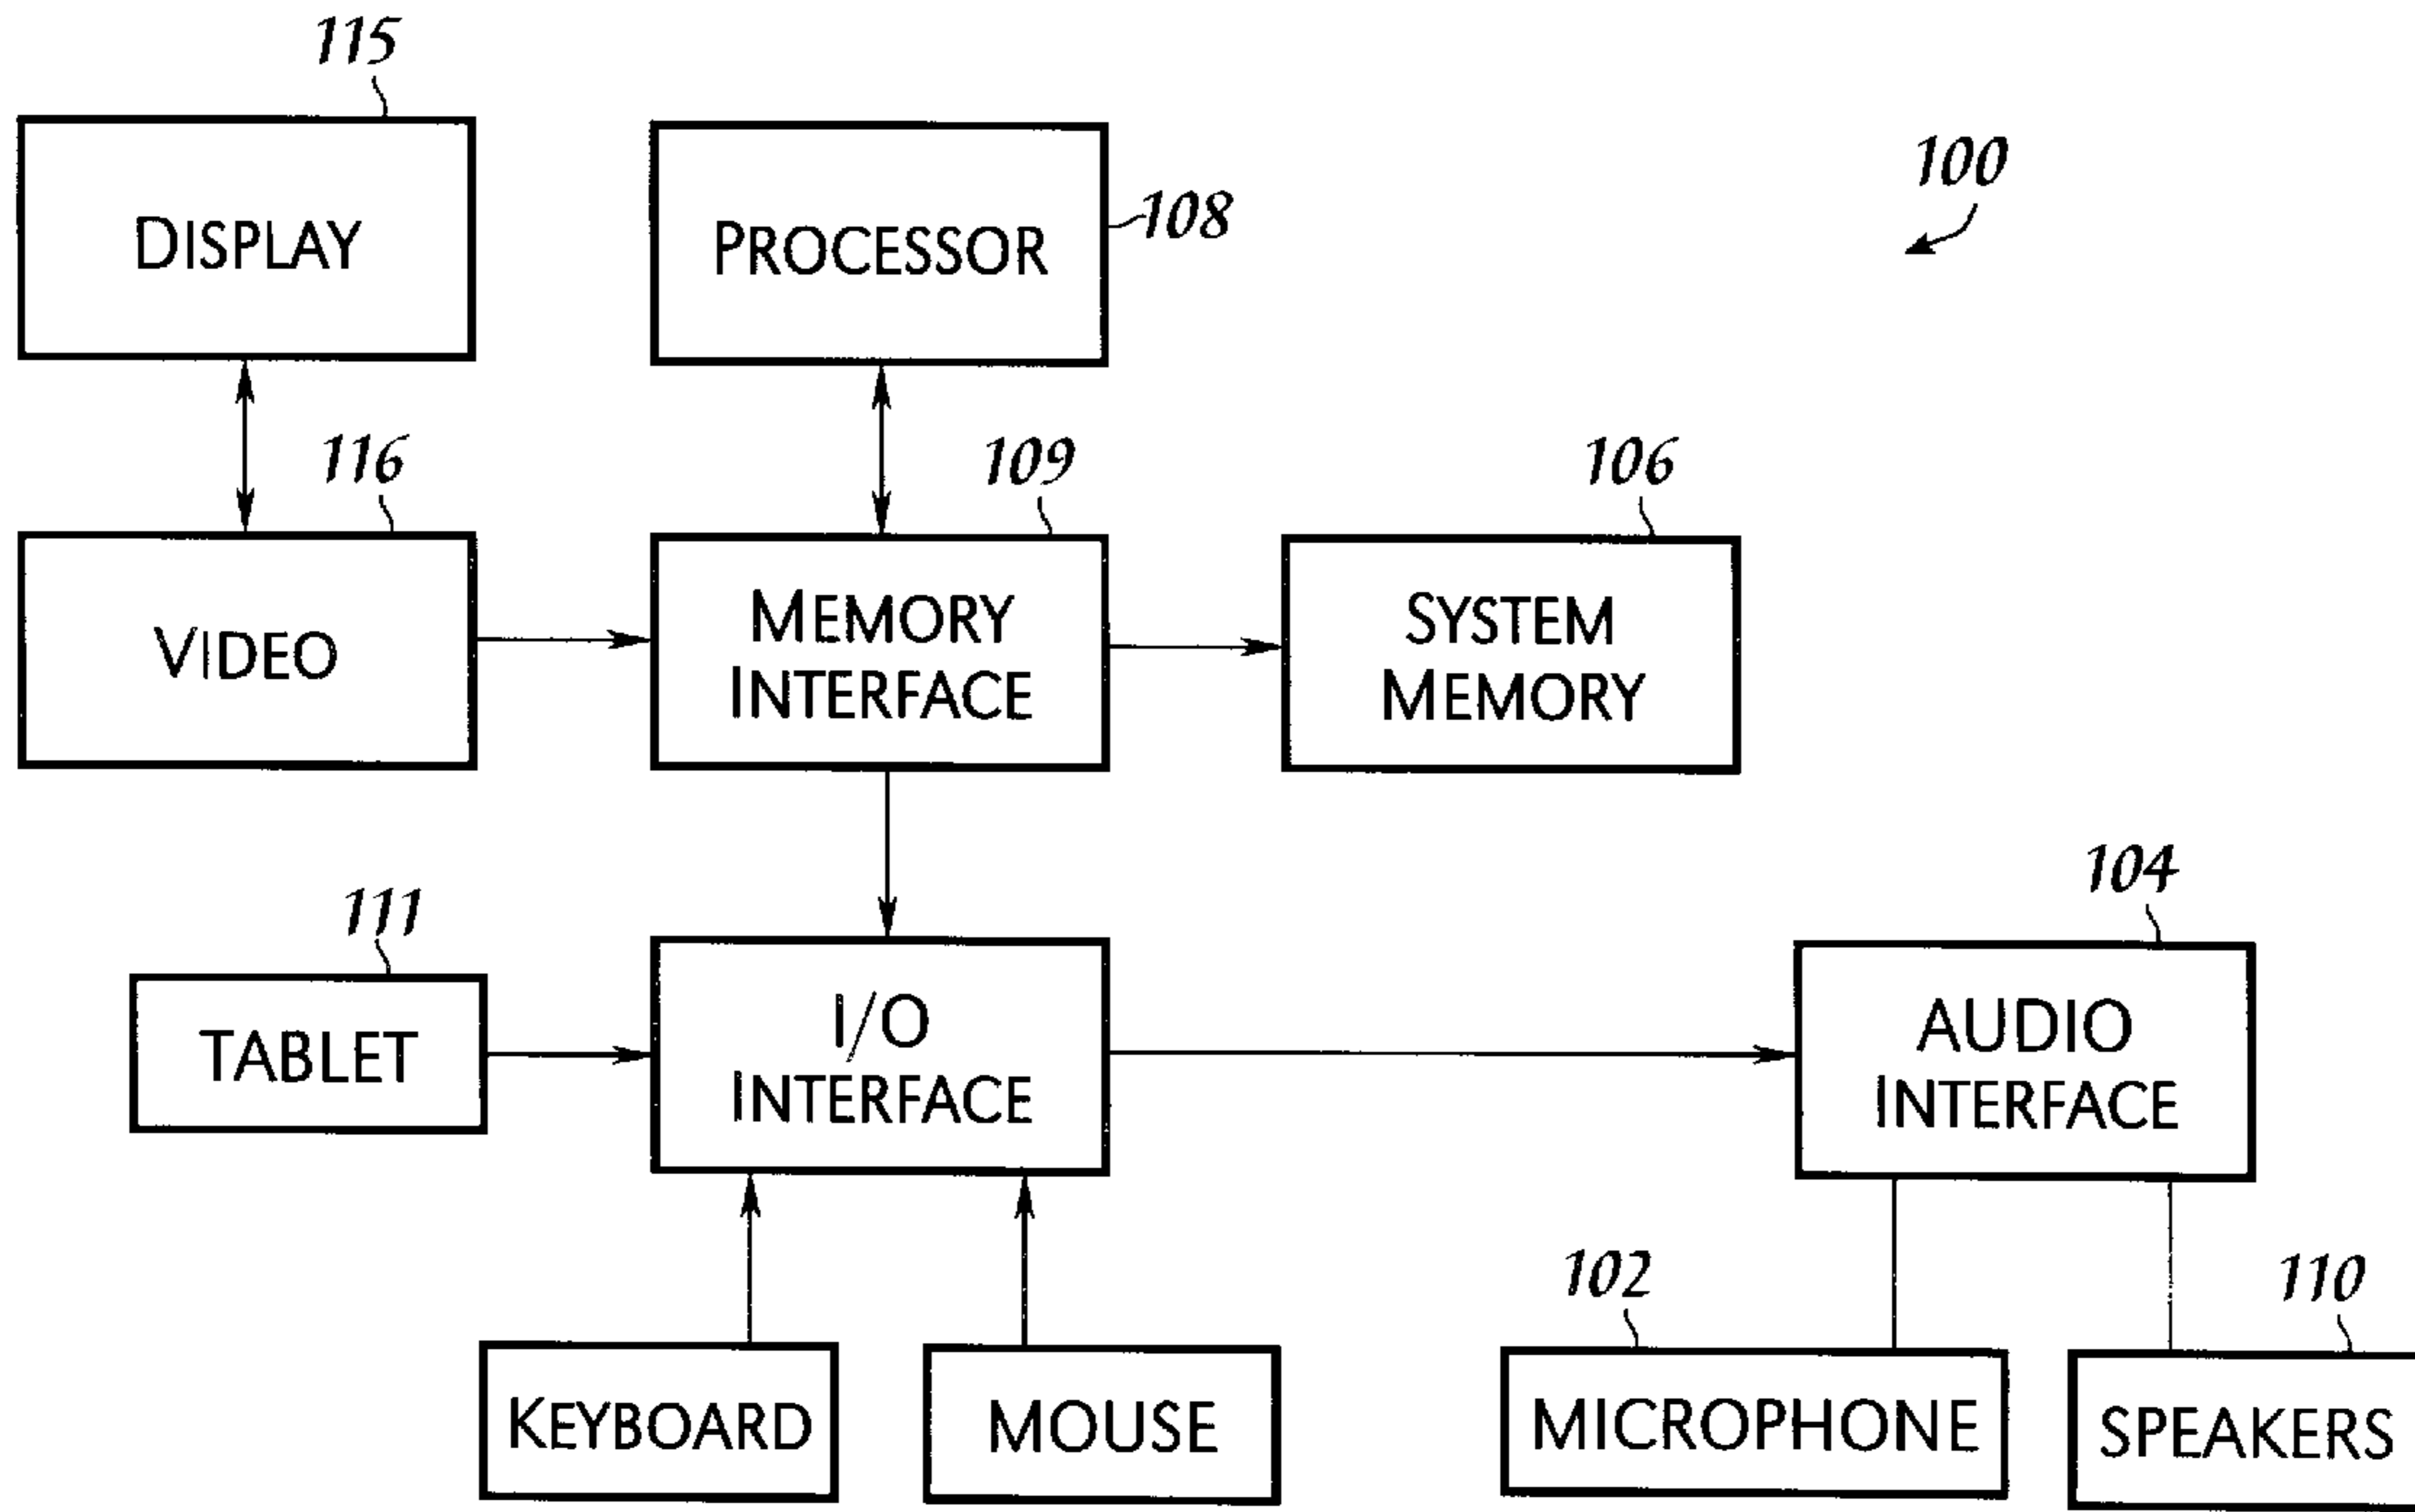 115
DISPLAY
PROCESSOR
108
100
116
VIDEO
109
MEMORY
INTERFACE
106
SYSTEM
MEMORY
111
TABLET
I/O
INTERFACE
104
AUDIO
INTERFACE
KEYBOARD
MOUSE
102
MICROPHONE
110
SPEAKERS